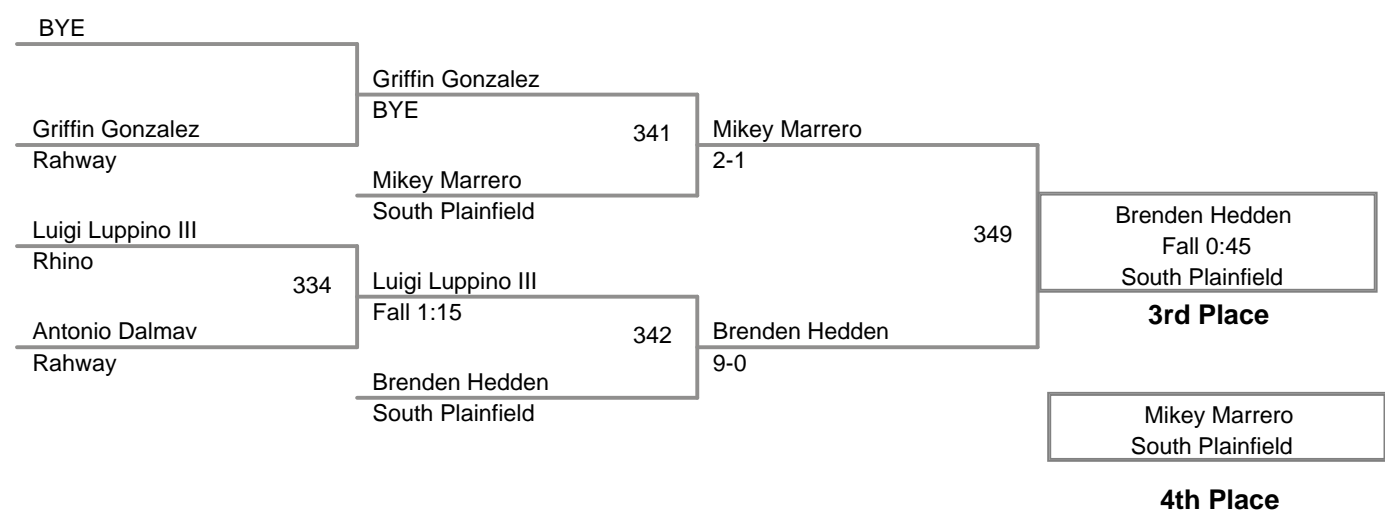 BYE
Griffin Gonzalez
Rahway
Luigi Luppino III
Rhino
334
Antonio Dalmav
Rahway
Griffin Gonzalez
BYE
341
Mikey Marrero
South Plainfield
Luigi Luppino III
Fall 1:15
342
Brenden Hedden
South Plainfield
Mikey Marrero
2-1
349
Brenden Hedden
9-0
Brenden Hedden
Fall 0:45
South Plainfield
3rd Place
Mikey Marrero
South Plainfield
4th Place